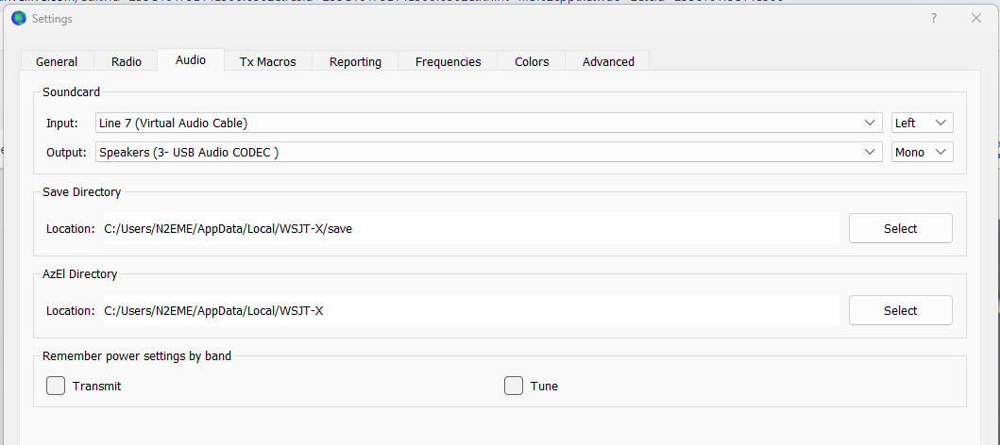 Settings
?
General Radio Audio Tx Macros Reporting Frequencies Colors Advanced
Soundcard
Input: Line 7 (Virtual Audio Cable) Left
Output: Speakers (3- USB Audio CODEC ) Mono
Save Directory
Location: C:/Users/N2EME/AppData/Local/WSJT-X/save Select
AzEl Directory
Location: C:/Users/N2EME/AppData/Local/WSJT-X Select
Remember power settings by band
Transmit Tune